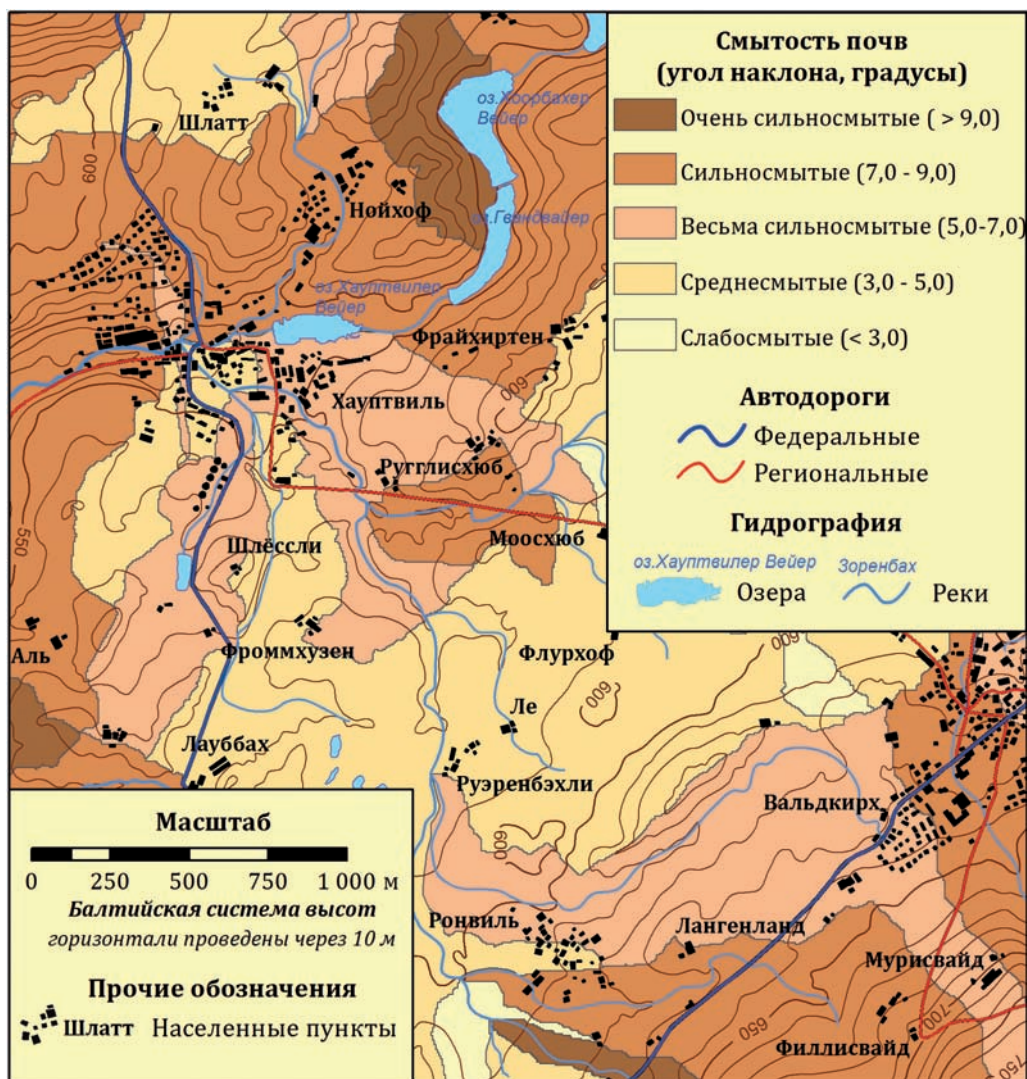 Смытость почв
(угол наклона, градусы)
Очень сильносмытые ( > 9,0)
Сильносмытые (7,0 - 9,0)
Весьма сильносмытые (5,0-7,0)
Среднесмытые (3,0 - 5,0)
Слабосмытые (< 3,0)
Автодороги
Федеральные
Региональные
Гидрография
оз.Хауптвилер Вейер
Зоренбах
Озера
Реки
оз.Хоорбахер
Вейер
Шлатт
600
Нойхоф
оз.Гвандвайер
оз.Хауптвилер
Вейер
Фрайхиртен
600
Хауптвиль
Ругглисхюб
550
Моосхюб
Шлёссли
Аль
Фроммхузен
Флурхоф
600
600
Ле
Лауббах
Руэренбэхли
Вальдкирх
600
Ронвиль
Лангенланд
Мурисвайд
650
700
Филлисвайд
750
Масштаб
0 250 500 750 1 000 м
Балтийская система высот
горизонтали проведены через 10 м
Прочие обозначения
Шлатт Населенные пункты